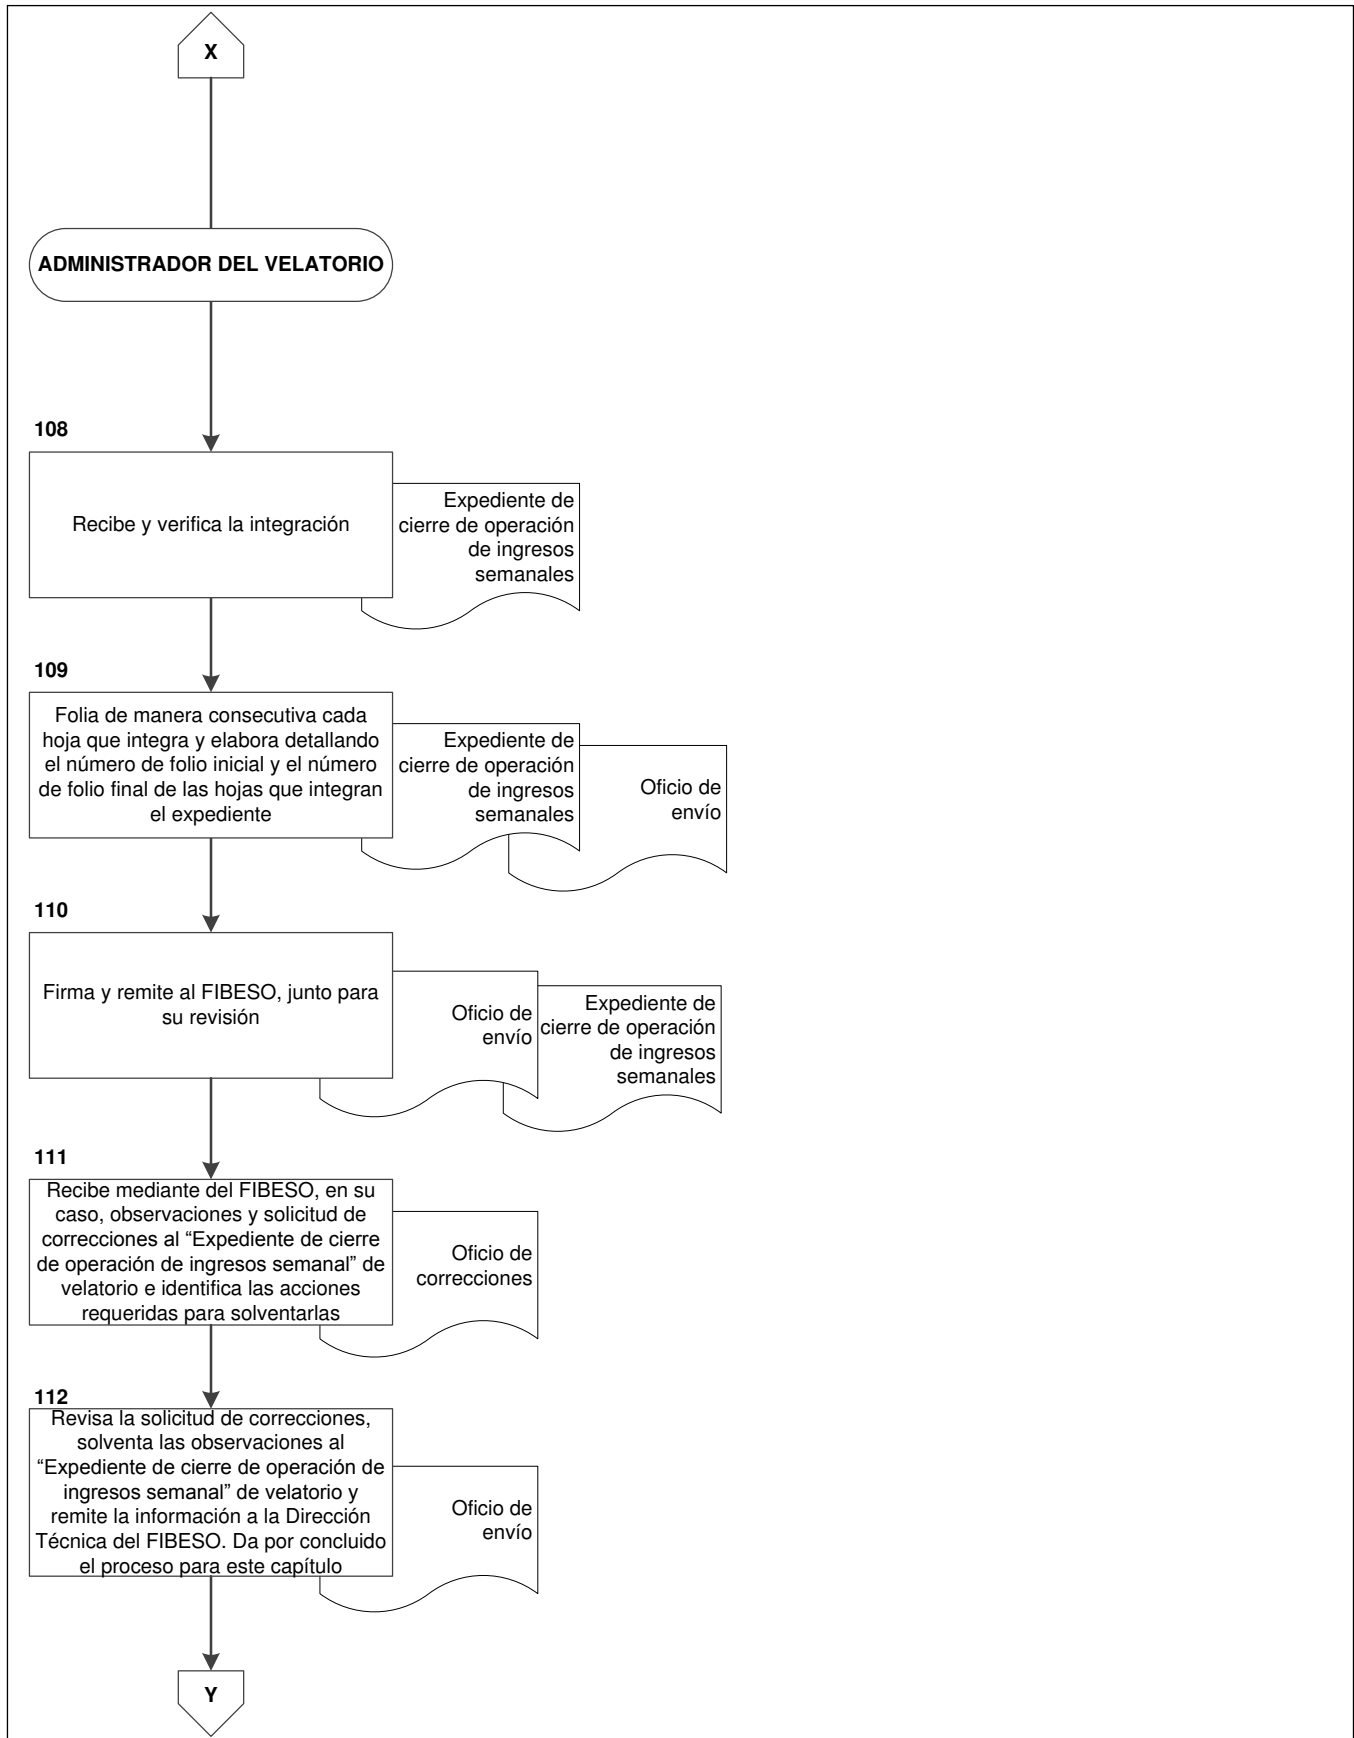 X
ADMINISTRADOR DEL VELATORIO
108
Recibe y verifica la integración
Expediente de
cierre de operación
de ingresos
semanales
109
Folia de manera consecutiva cada
hoja que integra y elabora detallando
el número de folio inicial y el número
de folio final de las hojas que integran
el expediente
Expediente de
cierre de operación
de ingresos
semanales
Oficio de
envío
110
Firma y remite al FIBESO, junto para
su revisión
Oficio de
envío
Expediente de
cierre de operación
de ingresos
semanales
111
Recibe mediante del FIBESO, en su
caso, observaciones y solicitud de
correcciones al “Expediente de cierre
de operación de ingresos semanal” de
velatorio e identifica las acciones
requeridas para solventarlas
Oficio de
correcciones
112
Revisa la solicitud de correcciones,
solventa las observaciones al
“Expediente de cierre de operación de
ingresos semanal” de velatorio y
remite la información a la Dirección
Técnica del FIBESO. Da por concluido
el proceso para este capítulo
Oficio de
envío
Y